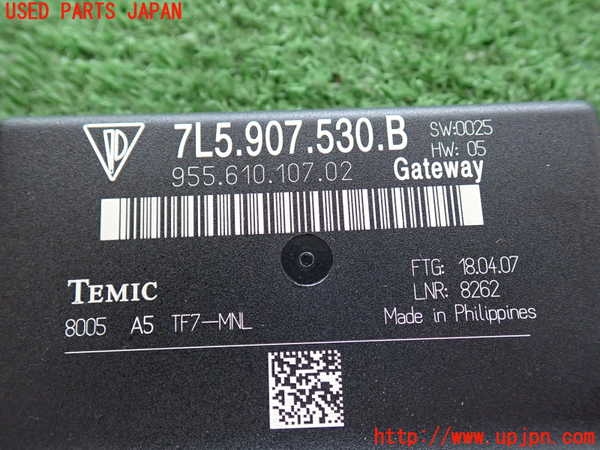 USED PARTS JAPAN
7L5.907.530.B SW:0025
955.610.107.02 HW: 05
Gateway
FTG: 18.04.07
TEMIC LNR: 8262
8005 A5 TF7-MNL Made in Philippines
http://www.upjpn.com/